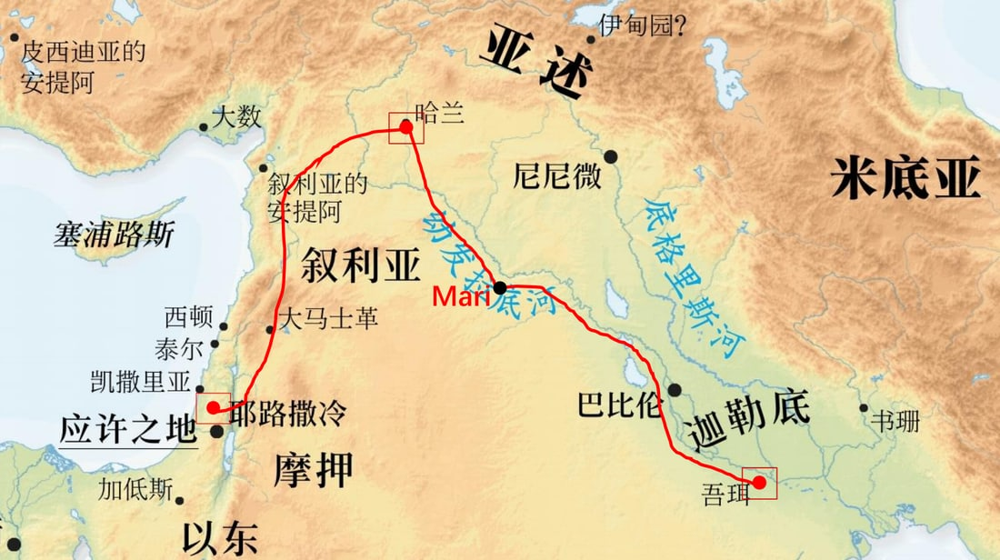 伊甸园?
亚述
皮西迪亚的
安提阿
大数
哈兰
尼尼微
米底亚
叙利亚的
安提阿
塞浦路斯
底格里斯河
幼发拉底河
叙利亚
Mari
西顿
大马士革
泰尔
凯撒里亚
耶路撒冷
巴比伦
迦勒底
书珊
应许之地
摩押
加低斯
吾珥
以东